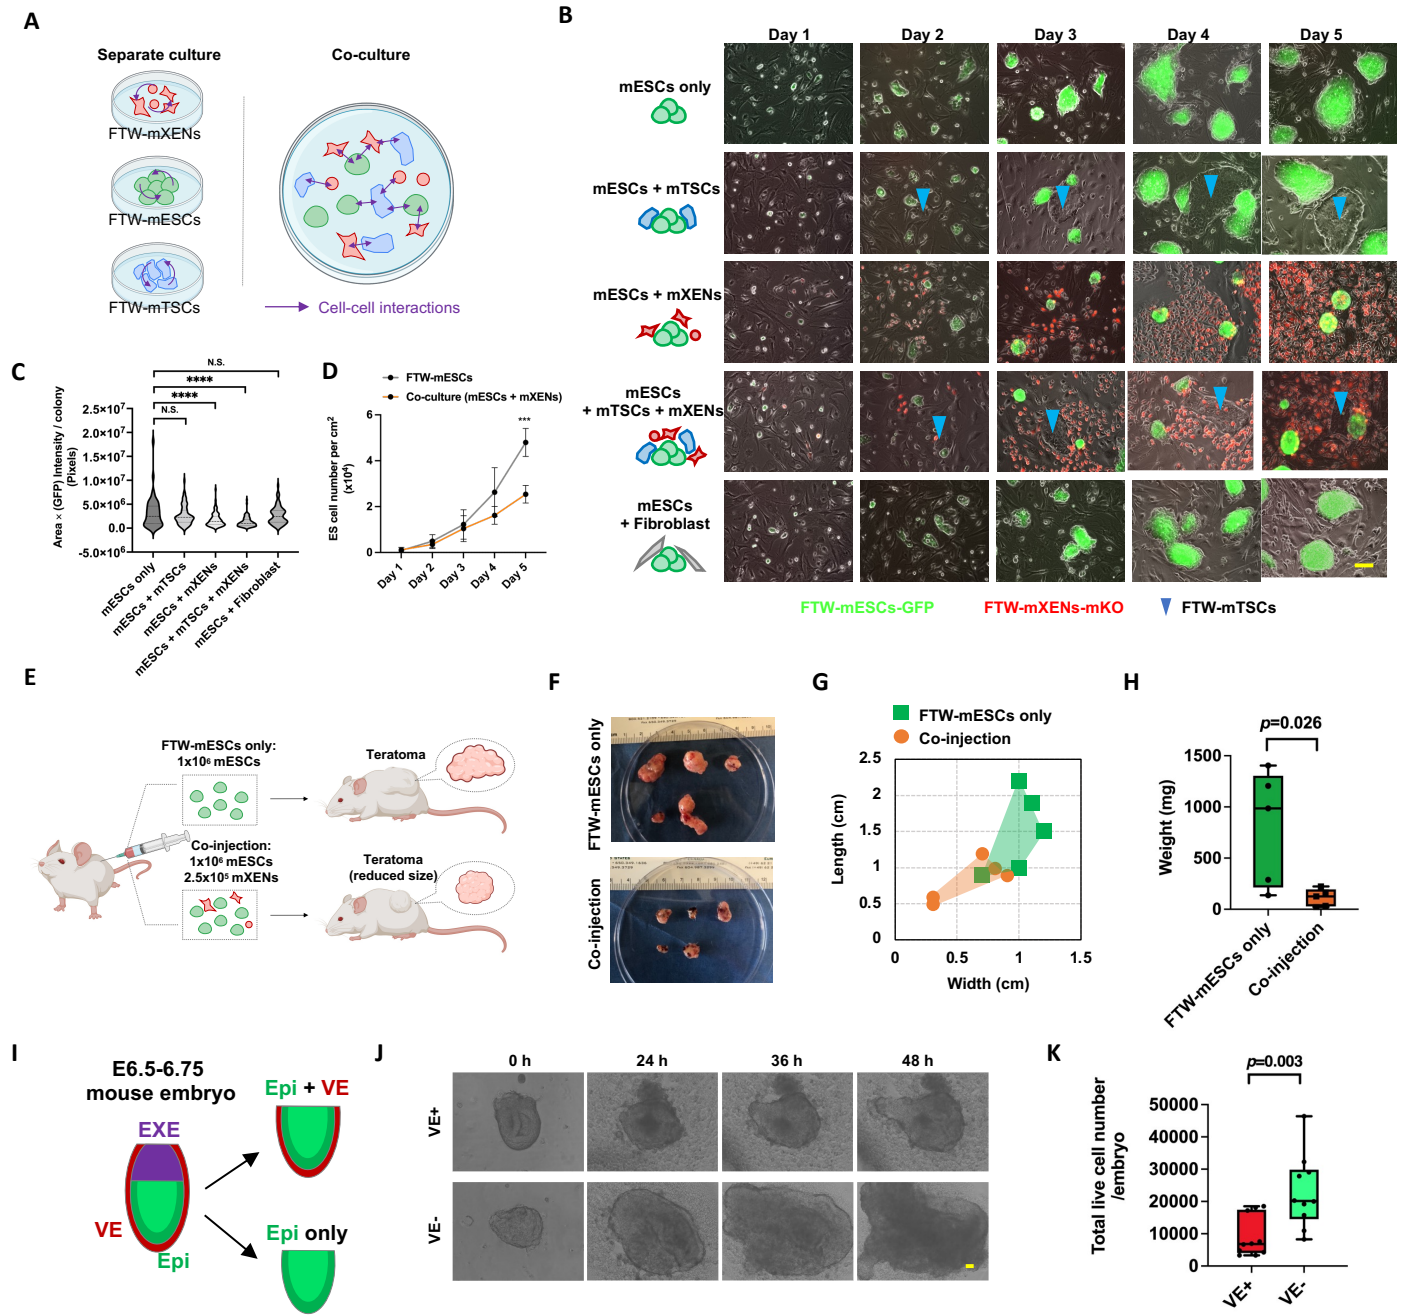 A
Separate culture
Co-culture
FTW-mXENs
FTW-mESCs
FTW-mTSCs
Cell-cell interactions
B
Day 1
Day 2
Day 3
Day 4
Day 5
mESCs only
mESCs + mTSCs
mESCs + mXENs
mESCs
+ mTSCs + mXENs
mESCs
+ Fibroblast
FTW-mESCs-GFP
FTW-mXENs-mKO
FTW-mTSCs
C
N.S.
****
****
N.S.
Area × (GFP) Intensity / colony
(Pixels)
2.5×10⁷
2.0×10⁷
1.5×10⁷
1.0×10⁷
5.0×10⁶
0.0
-5.0×10⁶
mESCs only
mESCs + mTSCs
mESCs + mXENs
mESCs + mTSCs + mXENs
mESCs + Fibroblast
D
FTW-mESCs
Co-culture (mESCs + mXENs)
ES cell number per cm²
(x10⁴)
6
4
2
0
***
Day 1
Day 2
Day 3
Day 4
Day 5
E
FTW-mESCs only:
1x10⁶ mESCs
Teratoma
Co-injection:
1x10⁶ mESCs
2.5x10⁵ mXENs
Teratoma
(reduced size)
F
FTW-mESCs only
Co-injection
G
FTW-mESCs only
Co-injection
Length (cm)
2.5
2
1.5
1
0.5
0
0
0.5
1
1.5
Width (cm)
H
p=0.026
Weight (mg)
1500
1000
500
0
FTW-mESCs only
Co-injection
I
E6.5-6.75
mouse embryo
EXE
VE
Epi
Epi + VE
Epi only
J
0 h
24 h
36 h
48 h
VE+
VE-
K
p=0.003
Total live cell number
/embryo
50000
40000
30000
20000
10000
0
VE+
VE-